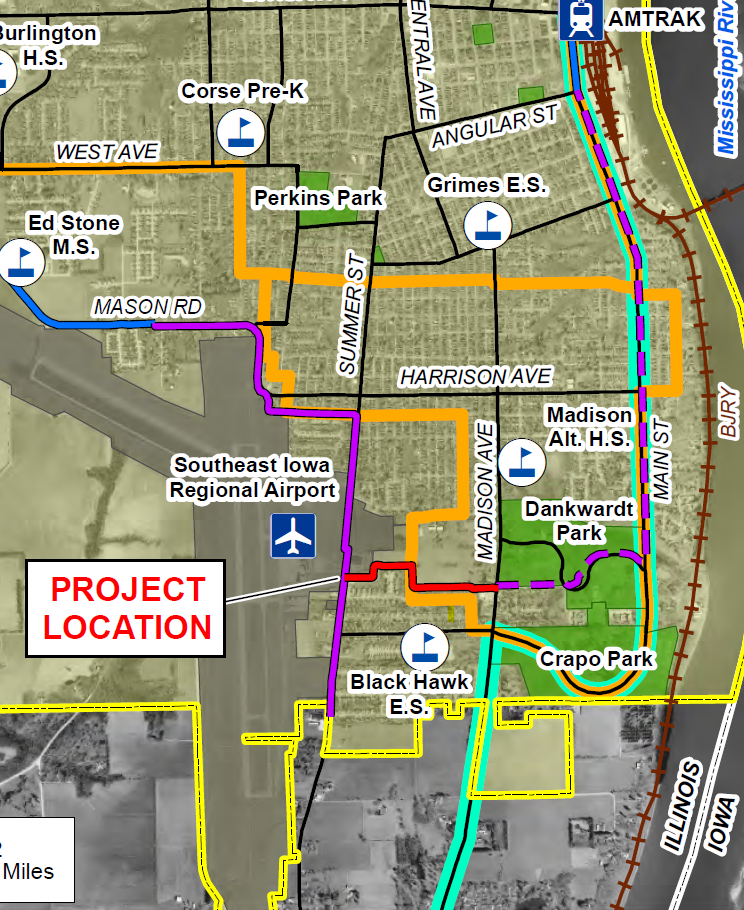 AMTRAK
Mississippi Riv
Burlington
H.S.
ENTRAL AVE
Corse Pre-K
ANGULAR ST
WEST AVE
Perkins Park
Grimes E.S.
Ed Stone
M.S.
MASON RD
SUMMER ST
HARRISON AVE
BJRY
Madison
Alt. H.S.
MAIN ST
MADISON AVE
Southeast Iowa
Regional Airport
Dankwardt
Park
PROJECT
LOCATION
Crapo Park
Black Hawk
E.S.
ILLINOIS
IOWA
2
Miles